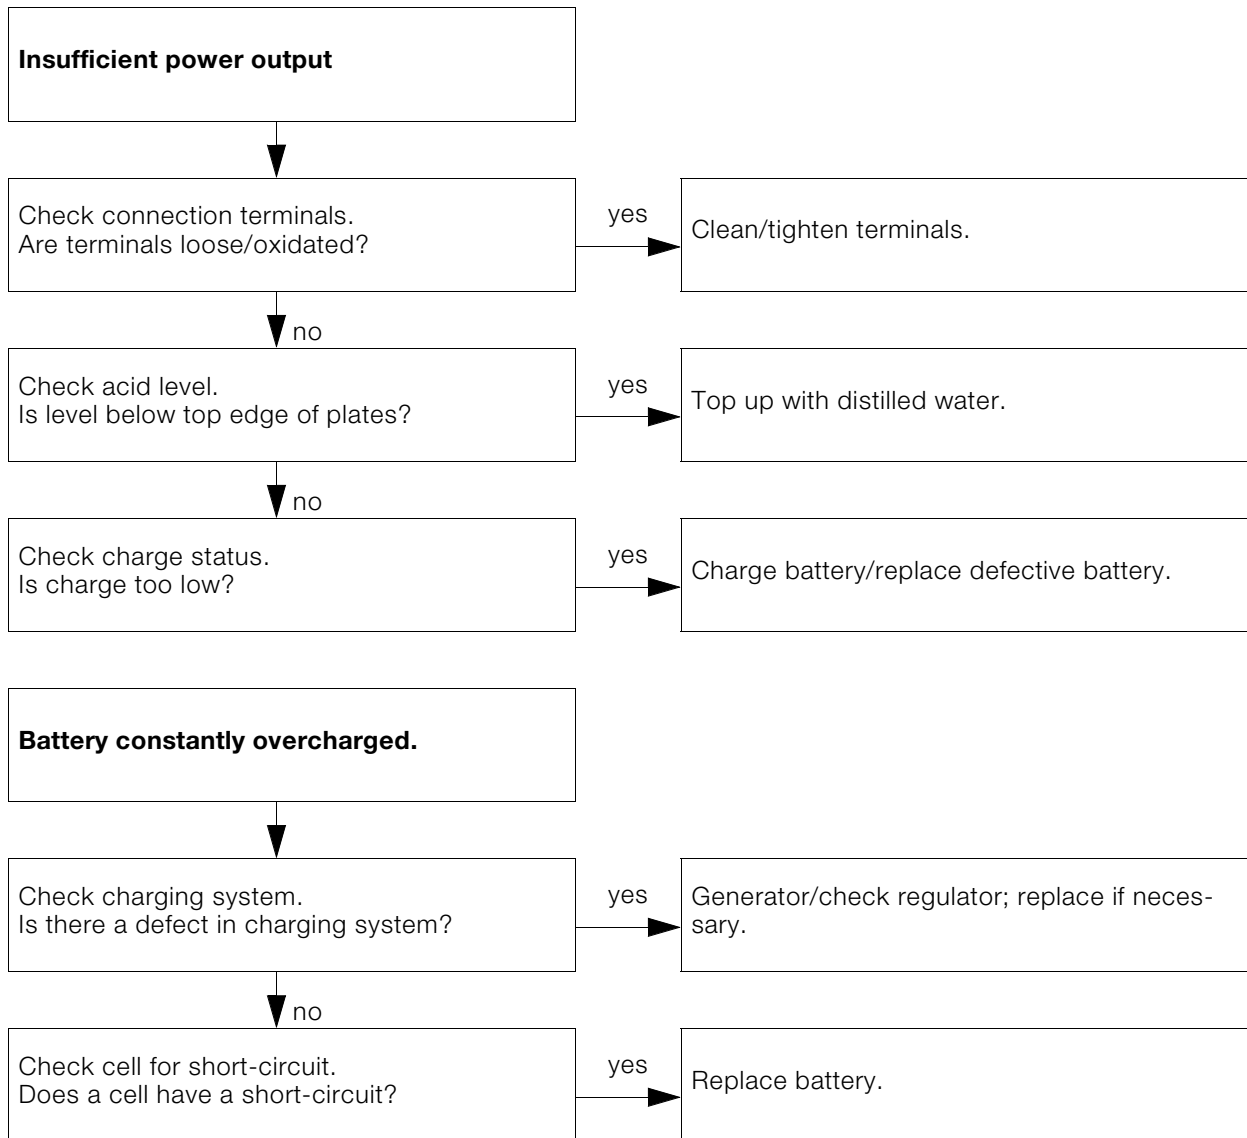 Insufficient power output
Check connection terminals.
Are terminals loose/oxidated?
yes
Clean/tighten terminals.
no
Check acid level.
Is level below top edge of plates?
yes
Top up with distilled water.
no
Check charge status.
Is charge too low?
yes
Charge battery/replace defective battery.
Battery constantly overcharged.
Check charging system.
Is there a defect in charging system?
yes
Generator/check regulator; replace if neces-
sary.
no
Check cell for short-circuit.
Does a cell have a short-circuit?
yes
Replace battery.